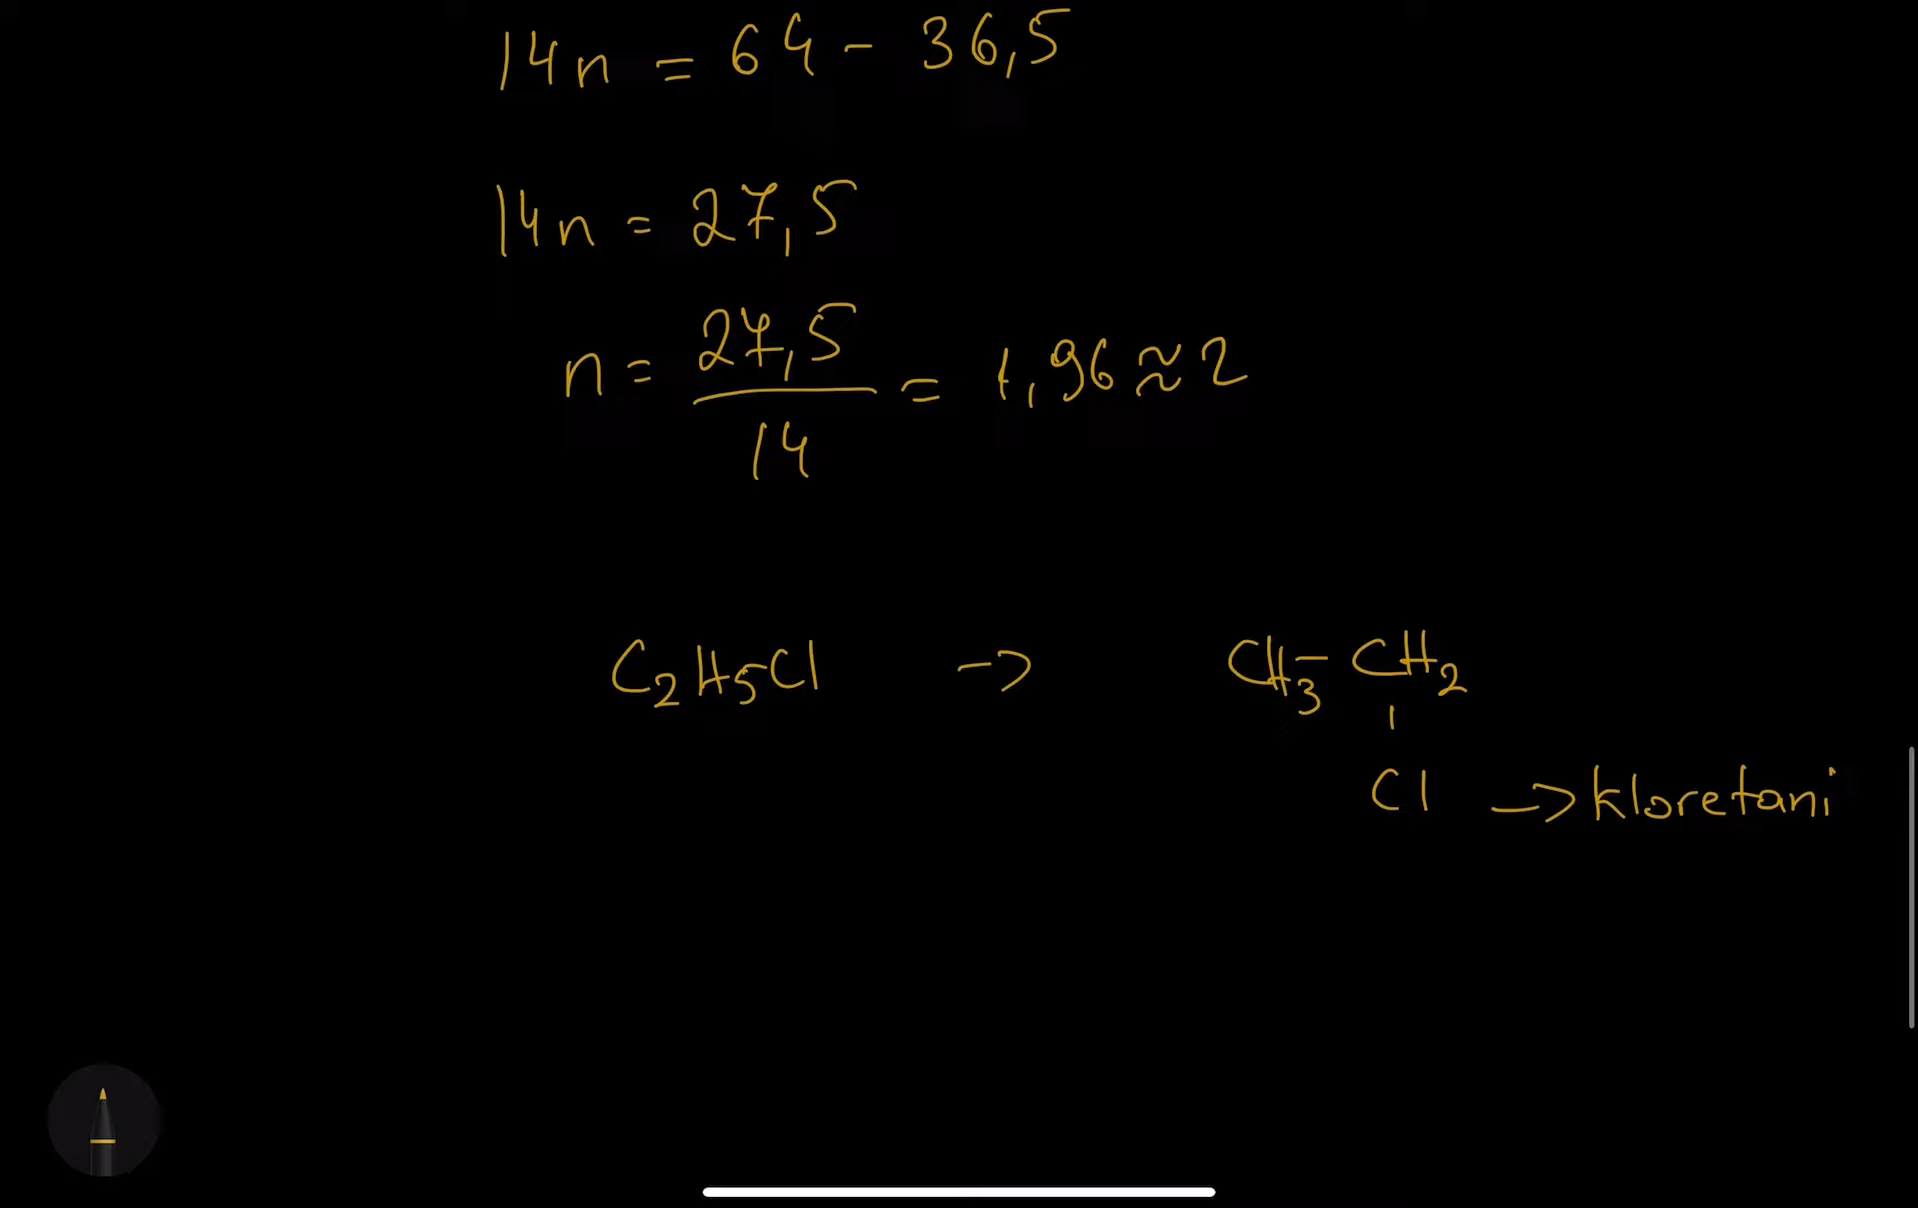 14n = 64 - 36,5
14n = 27,5
n = 27,5 / 14 = 1,96 ≈ 2
C₂H₅Cl -> CH₃ - CH₂
Cl -> kloretani